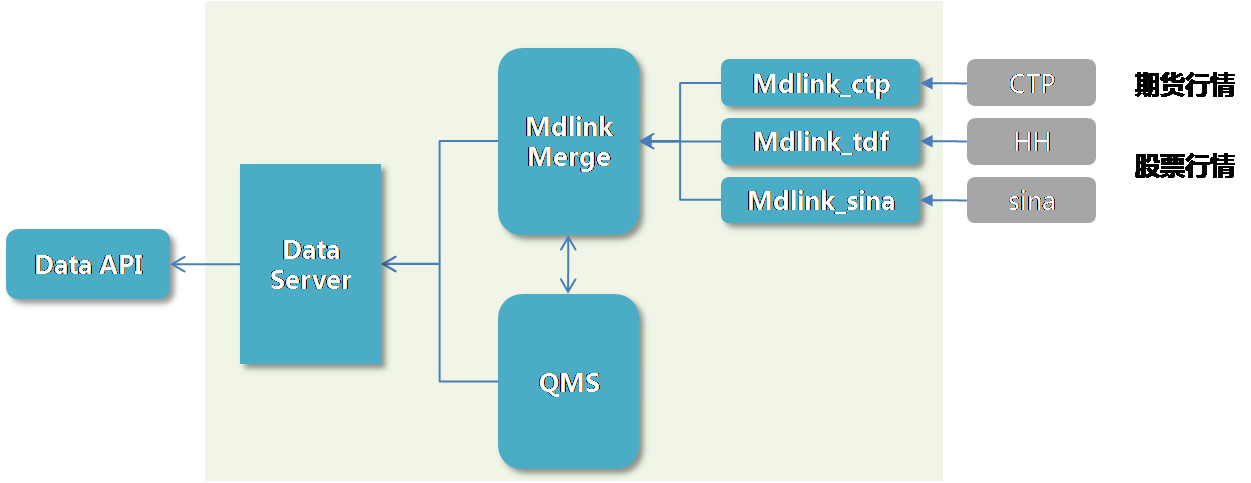 Data API
Data
Server
Mdlink
Merge
QMS
Mdlink_ctp
Mdlink_tdf
Mdlink_sina
CTP
HH
sina
期货行情
股票行情